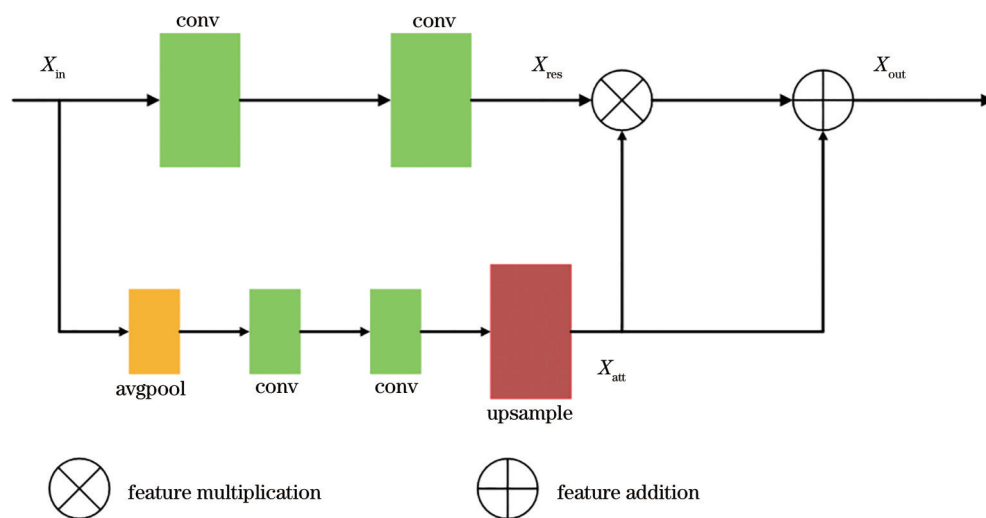 conv
conv
X_in
X_res
X_out
avgpool
conv
conv
X_att
upsample
feature multiplication
feature addition